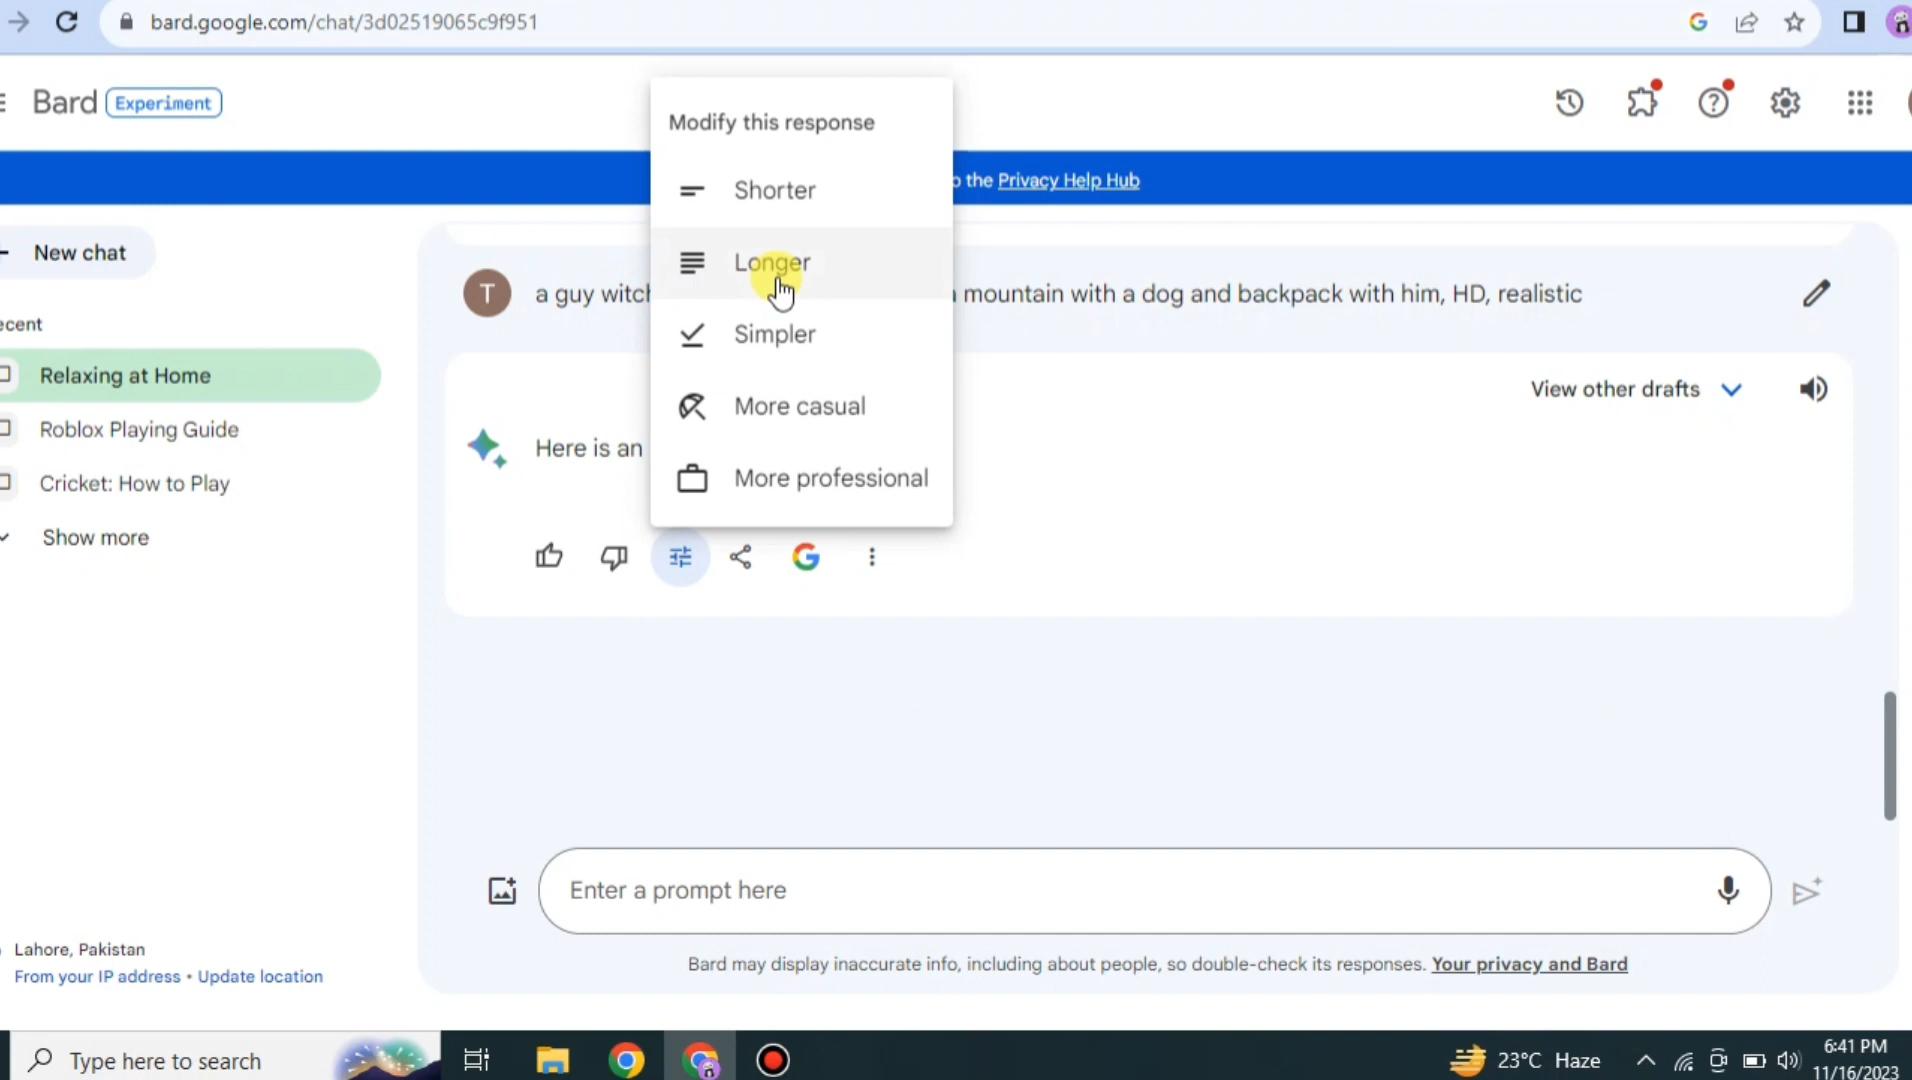 bard.google.com/chat/3d02519065c9f951
Bard Experiment
Modify this response
Shorter
Longer
Simpler
More casual
More professional
the Privacy Help Hub
New chat
Relaxing at Home
Roblox Playing Guide
Cricket: How to Play
Show more
T
a guy mountain with a dog and backpack with him, HD, realistic
View other drafts
Here is an
Enter a prompt here
Bard may display inaccurate info, including about people, so double-check its responses. Your privacy and Bard
Lahore, Pakistan
From your IP address • Update location
Type here to search
23°C Haze
6:41 PM
11/16/2023